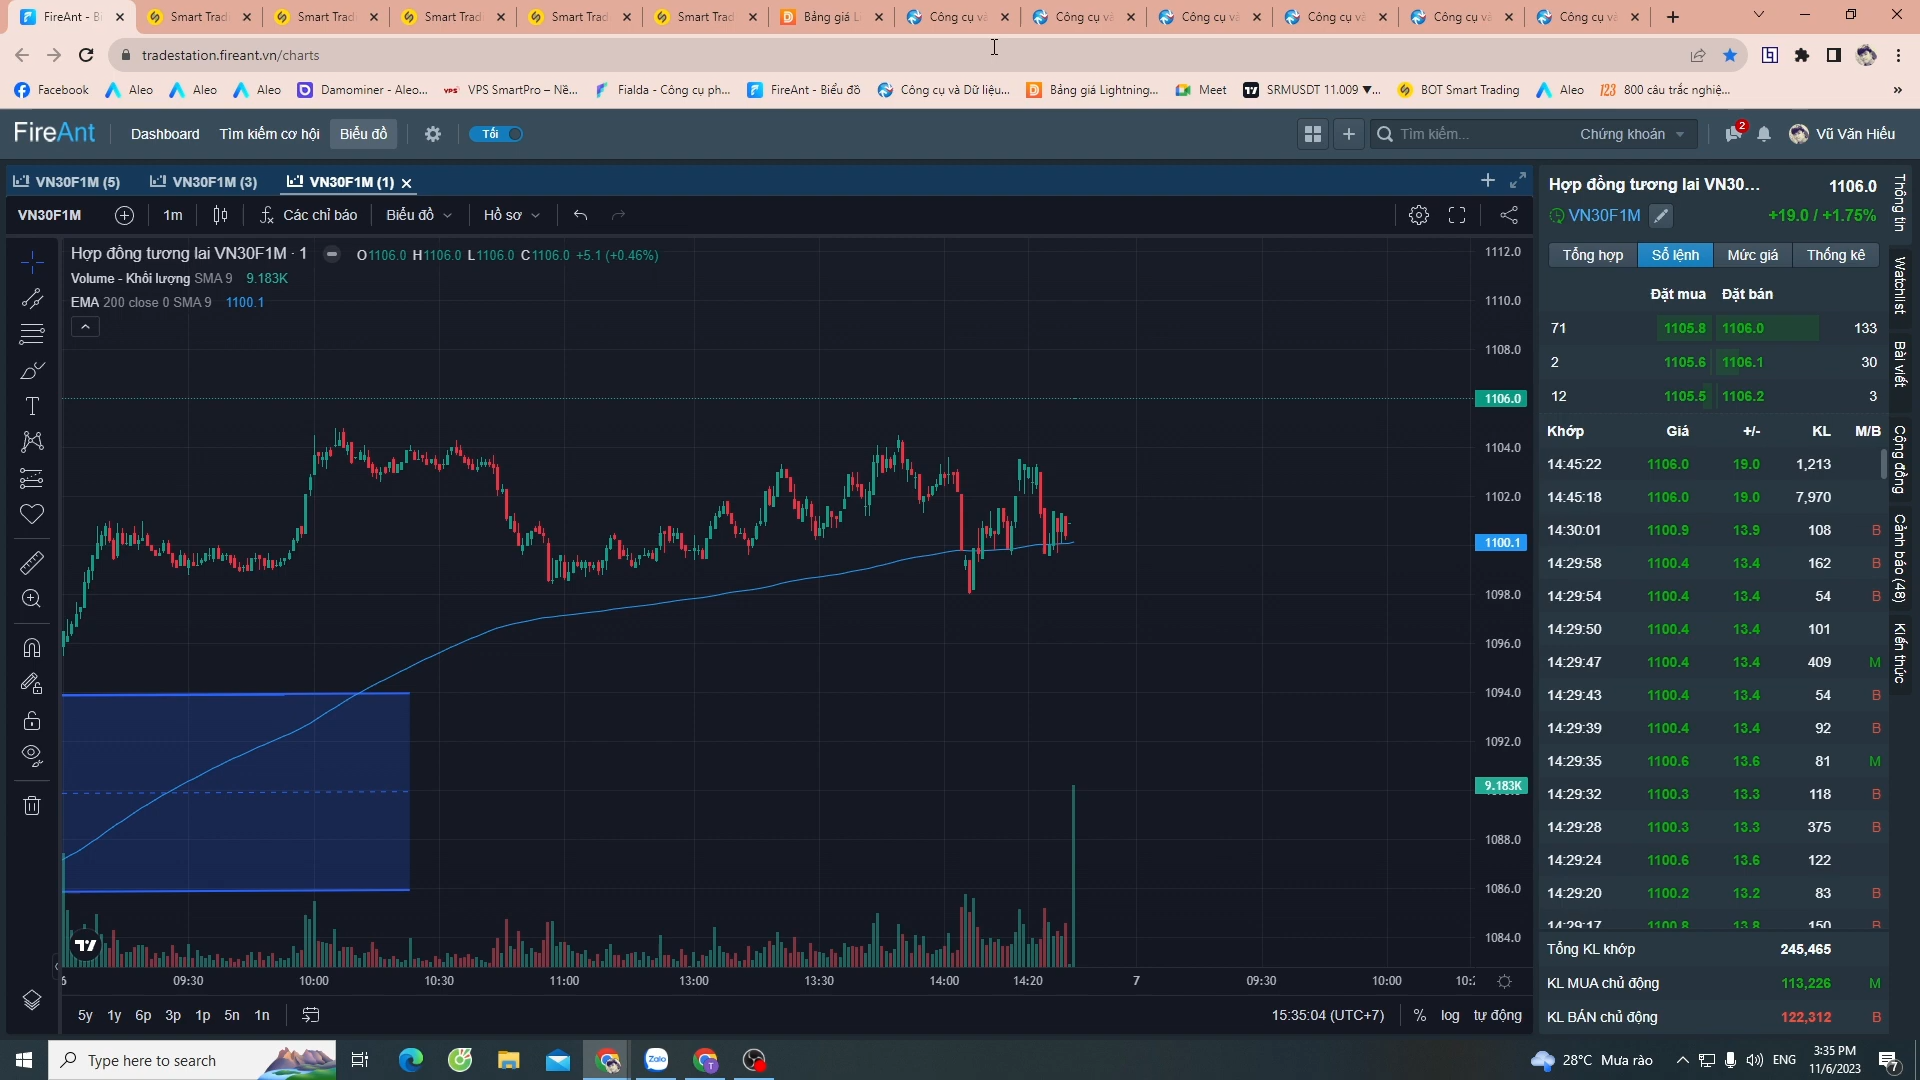 FireAnt - Bi
Smart Trad
Smart Trad
Smart Trad
Smart Trad
Smart Trad
Bảng giá L
Công cụ và
Công cụ và
Công cụ và
Công cụ và
Công cụ và
Công cụ và
tradestation.fireant.vn/charts
Facebook
Aleo
Aleo
Aleo
Damominer - Aleo...
VPS SmartPro – Nề...
Fialda - Công cụ ph...
FireAnt - Biểu đồ
Công cụ và Dữ liệu...
Bảng giá Lightning...
Meet
SRMUSDT 11.009 ▼...
BOT Smart Trading
Aleo
123 800 câu trắc nghiệ...
»
FireAnt
Dashboard
Tìm kiếm cơ hội
Biểu đồ
Tối
Tìm kiếm...
Chứng khoán
2
Vũ Văn Hiếu
VN30F1M (5)
VN30F1M (3)
VN30F1M (1)
VN30F1M
1m
Các chỉ báo
Biểu đồ
Hồ sơ
Hợp đồng tương lai VN30F1M · 1
O1106.0 H1106.0 L1106.0 C1106.0 +5.1 (+0.46%)
Volume - Khối lượng SMA 9 9.183K
EMA 200 close 0 SMA 9 1100.1
1112.0
1110.0
1108.0
1106.0
1104.0
1102.0
1100.1
1098.0
1096.0
1094.0
1092.0
9.183K
1088.0
1086.0
1084.0
09:30
10:00
10:30
11:00
13:00
13:30
14:00
14:20
7
09:30
10:00
5y 1y 6p 3p 1p 5n 1n
15:35:04 (UTC+7)
% log tự động
Hợp đồng tương lai VN30...
1106.0
VN30F1M
+19.0 / +1.75%
Tổng hợp
Sổ lệnh
Mức giá
Thống kê
Đặt mua Đặt bán
71 1105.8 1106.0 133
2 1105.6 1106.1 30
12 1105.5 1106.2 3
Khớp Giá +/- KL M/B
14:45:22 1106.0 19.0 1,213
14:45:18 1106.0 19.0 7,970
14:30:01 1100.9 13.9 108 B
14:29:58 1100.4 13.4 162 B
14:29:54 1100.4 13.4 54 B
14:29:50 1100.4 13.4 101
14:29:47 1100.4 13.4 409 M
14:29:43 1100.4 13.4 54 B
14:29:39 1100.4 13.4 92 B
14:29:35 1100.6 13.6 81 M
14:29:32 1100.3 13.3 118 B
14:29:28 1100.3 13.3 375 B
14:29:24 1100.6 13.6 122
14:29:20 1100.2 13.2 83 B
14:29:17 1100.8 13.8 150 B
Tổng KL khớp 245,465
KL MUA chủ động 113,226 M
KL BÁN chủ động 122,312 B
Thông tin
Watchlist
Bài viết
Cộng đồng
Cảnh báo (48)
Kiến thức
Type here to search
Zalo
28°C Mưa rào
ENG
3:35 PM
11/6/2023
7